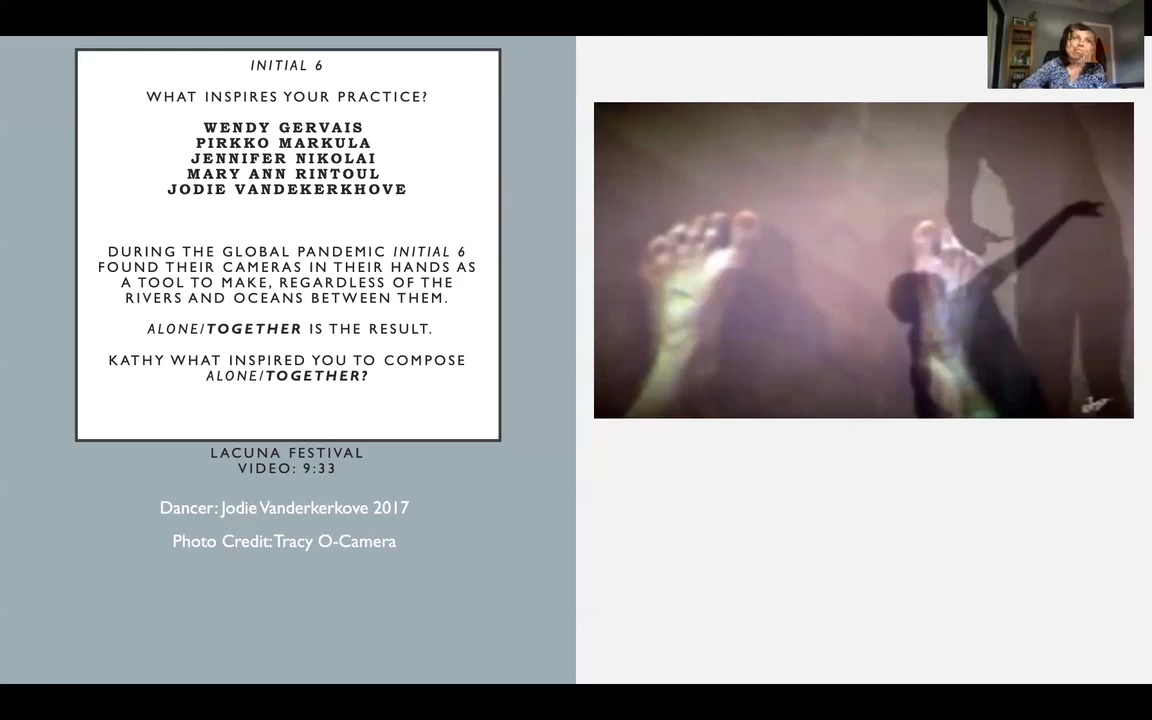 INITIAL 6
WHAT INSPIRES YOUR PRACTICE?
WENDY GERVAIS
PIRKKO MARKULA
JENNIFER NIKOLAI
MARY ANN RINTOUL
JODIE VANDEKERKHOVE
DURING THE GLOBAL PANDEMIC INITIAL 6
FOUND THEIR CAMERAS IN THEIR HANDS AS
A TOOL TO MAKE, REGARDLESS OF THE
RIVERS AND OCEANS BETWEEN THEM.
ALONE/TOGETHER IS THE RESULT.
KATHY WHAT INSPIRED YOU TO COMPOSE
ALONE/TOGETHER?
LACUNA FESTIVAL
VIDEO: 9:33
Dancer: Jodie Vanderkerkove 2017
Photo Credit: Tracy O-Camera